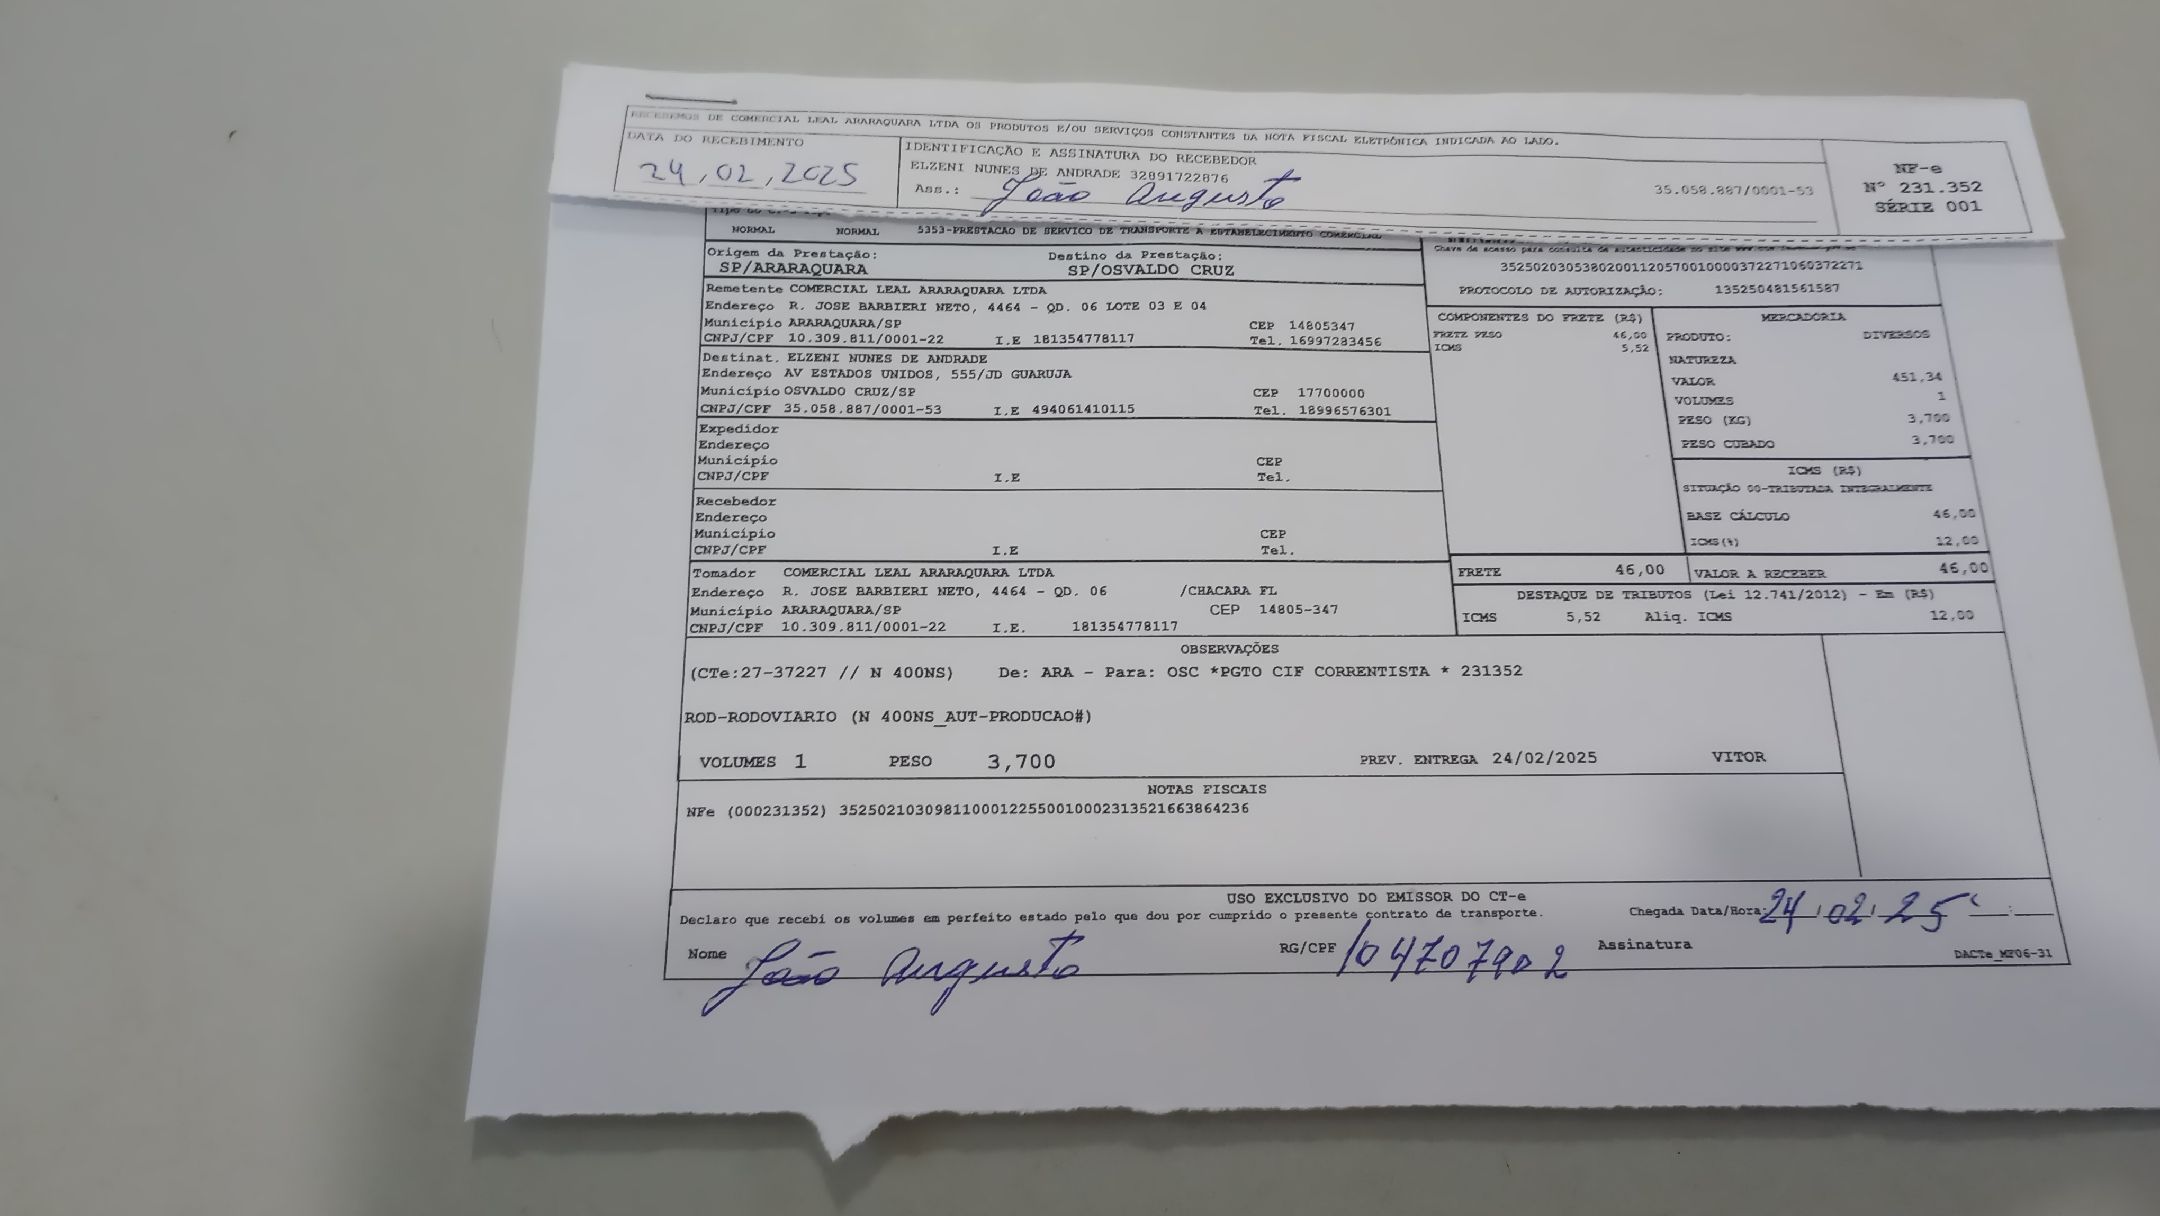 RECEBEMOS DE COMERCIAL LEAL ARARAQUARA LTDA OS PRODUTOS E/OU SERVIÇOS CONSTANTES DA NOTA FISCAL ELETRÔNICA INDICADA AO LADO.
DATA DO RECEBIMENTO
24,02,2025
IDENTIFICAÇÃO E ASSINATURA DO RECEBEDOR
ELZENI NUNES DE ANDRADE 32891722876
Ass.: João Augusto
35.058.887/0001-53
NF-e
Nº 231.352
SÉRIE 001
NORMAL NORMAL 5353-PRESTACAO DE SERVICO DE TRANSPORTE A ESTABELECIMENTO COMERCIAL
Origem da Prestação: Destino da Prestação:
SP/ARARAQUARA SP/OSVALDO CRUZ
Remetente COMERCIAL LEAL ARARAQUARA LTDA
Endereço R. JOSE BARBIERI NETO, 4464 - QD. 06 LOTE 03 E 04
Município ARARAQUARA/SP CEP 14805347
CNPJ/CPF 10.309.811/0001-22 I.E 181354778117 Tel. 16997283456
Destinat. ELZENI NUNES DE ANDRADE
Endereço AV ESTADOS UNIDOS, 555/JD GUARUJA
Município OSVALDO CRUZ/SP CEP 17700000
CNPJ/CPF 35.058.887/0001-53 I.E 494061410115 Tel. 18996576301
Expedidor
Endereço
Município CEP
CNPJ/CPF I.E Tel.
Recebedor
Endereço
Município CEP
CNPJ/CPF I.E Tel.
Tomador COMERCIAL LEAL ARARAQUARA LTDA
Endereço R. JOSE BARBIERI NETO, 4464 - QD. 06 /CHACARA FL
Município ARARAQUARA/SP CEP 14805-347
CNPJ/CPF 10.309.811/0001-22 I.E. 181354778117
Chave de acesso para consulta de autenticidade no site
35250203053802001120570010000372271060372271
PROTOCOLO DE AUTORIZAÇÃO: 135250481561587
COMPONENTES DO FRETE (R$)
FRETE PESO 46,00
ICMS 5,52
MERCADORIA
PRODUTO: DIVERSOS
NATUREZA
VALOR 451,34
VOLUMES 1
PESO (KG) 3,700
PESO CUBADO 3,700
ICMS (R$)
SITUAÇÃO 00-TRIBUTADA INTEGRALMENTE
BASE CÁLCULO 46,00
ICMS(%) 12,00
FRETE 46,00 VALOR A RECEBER 46,00
DESTAQUE DE TRIBUTOS (Lei 12.741/2012) - Em (R$)
ICMS 5,52 Aliq. ICMS 12,00
OBSERVAÇÕES
(CTe:27-37227 // N 400NS) De: ARA - Para: OSC *PGTO CIF CORRENTISTA * 231352
ROD-RODOVIARIO (N 400NS_AUT-PRODUCAO#)
VOLUMES 1 PESO 3,700 PREV. ENTREGA 24/02/2025 VITOR
NOTAS FISCAIS
NFe (000231352) 35250210309811000122550010002313521663864236
USO EXCLUSIVO DO EMISSOR DO CT-e
Declaro que recebi os volumes em perfeito estado pelo que dou por cumprido o presente contrato de transporte. Chegada Data/Hora: 24/02/25
Nome João Augusto RG/CPF 104707902 Assinatura
DACTe_MF06-31